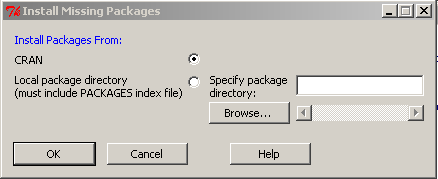 Install Missing Packages
Install Packages From:
CRAN
Local package directory
(must include PACKAGES index file)
Specify package
directory:
Browse...
OK
Cancel
Help